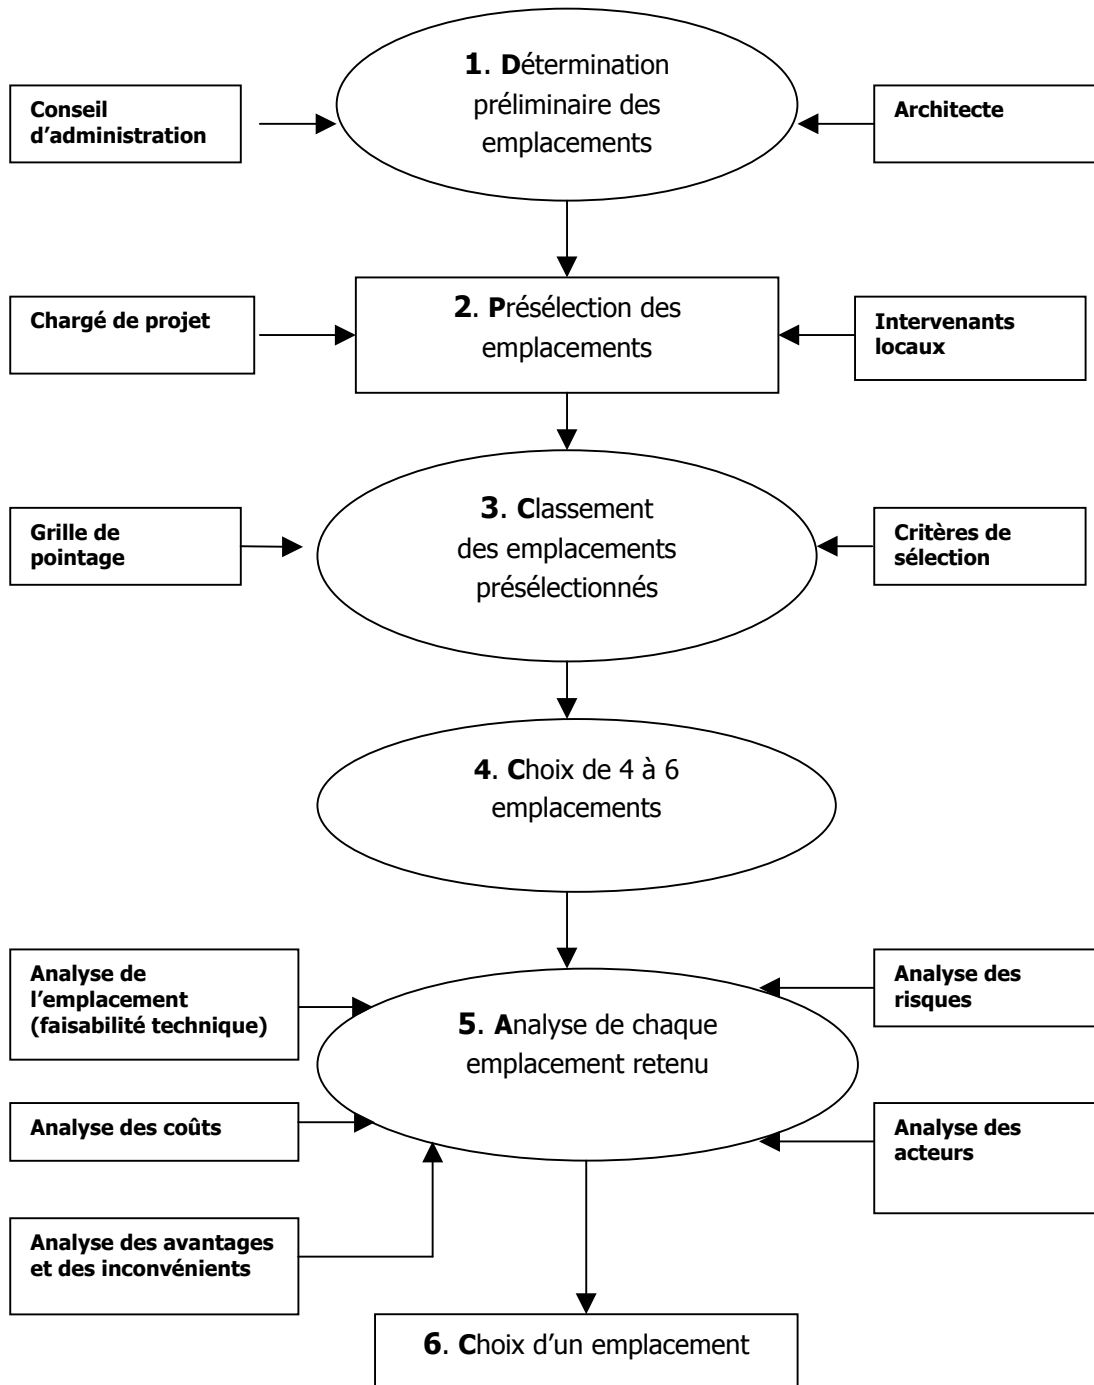 1. Détermination
préliminaire des
emplacements
Conseil
d’administration
Architecte
2. Présélection des
emplacements
Chargé de projet
Intervenants
locaux
3. Classement
des emplacements
présélectionnés
Grille de
pointage
Critères de
sélection
4. Choix de 4 à 6
emplacements
Analyse de
l’emplacement
(faisabilité technique)
Analyse des
risques
5. Analyse de chaque
emplacement retenu
Analyse des coûts
Analyse des
acteurs
Analyse des avantages
et des inconvénients
6. Choix d’un emplacement